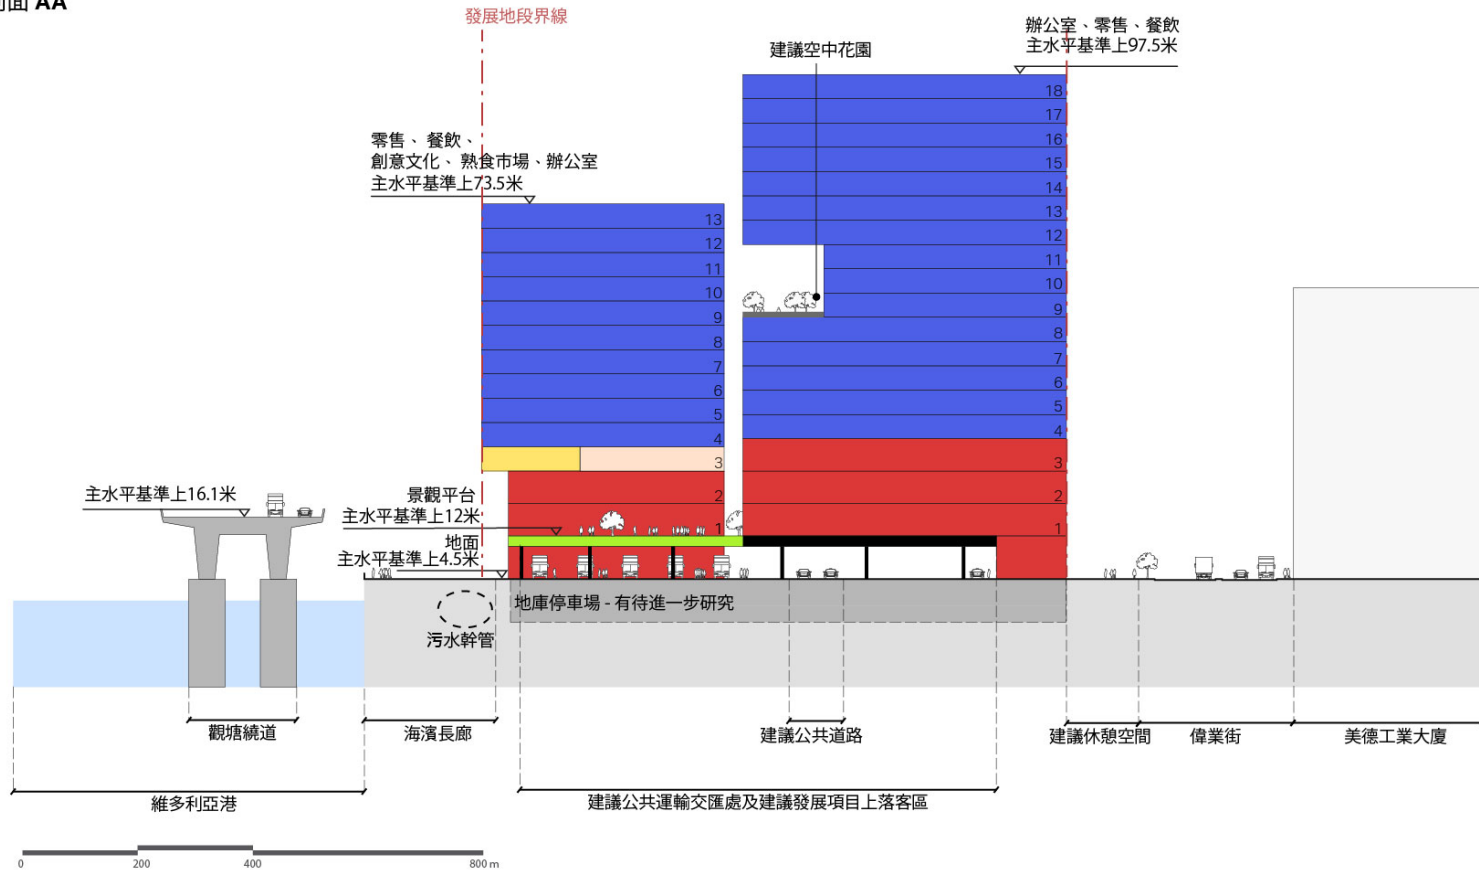 剖面 AA
發展地段界線
辦公室、零售、餐飲
主水平基準上97.5米
建議空中花園
零售、 餐飲、
創意文化、 熟食市場、辦公室
主水平基準上73.5米
18
17
16
15
14
13
12
11
10
9
8
7
6
5
4
3
2
1
13
12
11
10
9
8
7
6
5
4
3
2
1
主水平基準上16.1米
景觀平台
主水平基準上12米
地面
主水平基準上4.5米
地庫停車場 - 有待進一步研究
污水幹管
觀塘繞道
海濱長廊
建議公共道路
建議休憩空間
偉業街
美德工業大廈
維多利亞港
建議公共運輸交匯處及建議發展項目上落客區
0 200 400 800 m